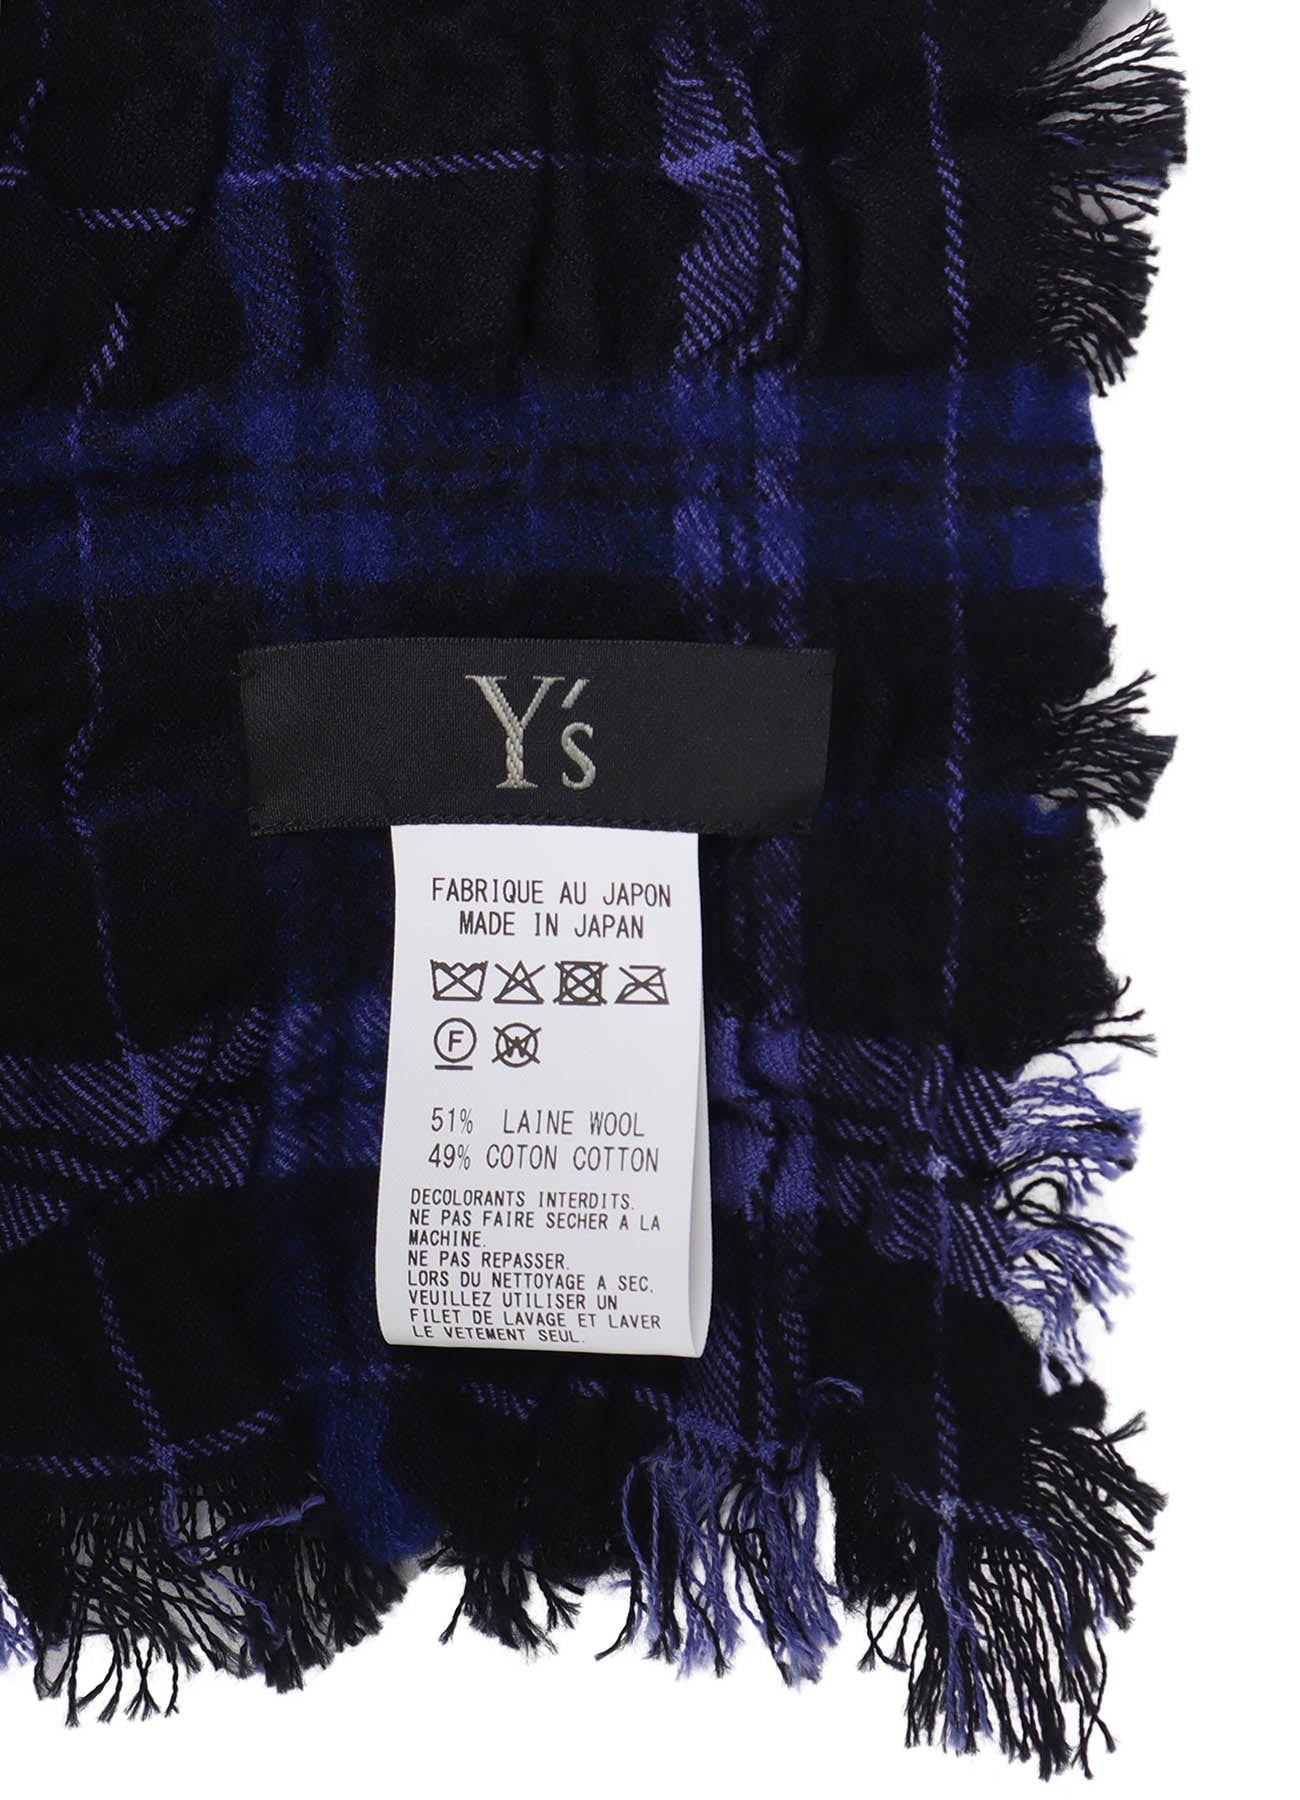 Y's
FABRIQUE AU JAPON
MADE IN JAPAN
F W
51% LAINE WOOL
49% COTON COTTON
DECOLORANTS INTERDITS.
NE PAS FAIRE SECHER A LA
MACHINE.
NE PAS REPASSER.
LORS DU NETTOYAGE A SEC,
VEUILLEZ UTILISER UN
FILET DE LAVAGE ET LAVER
LE VETEMENT SEUL.